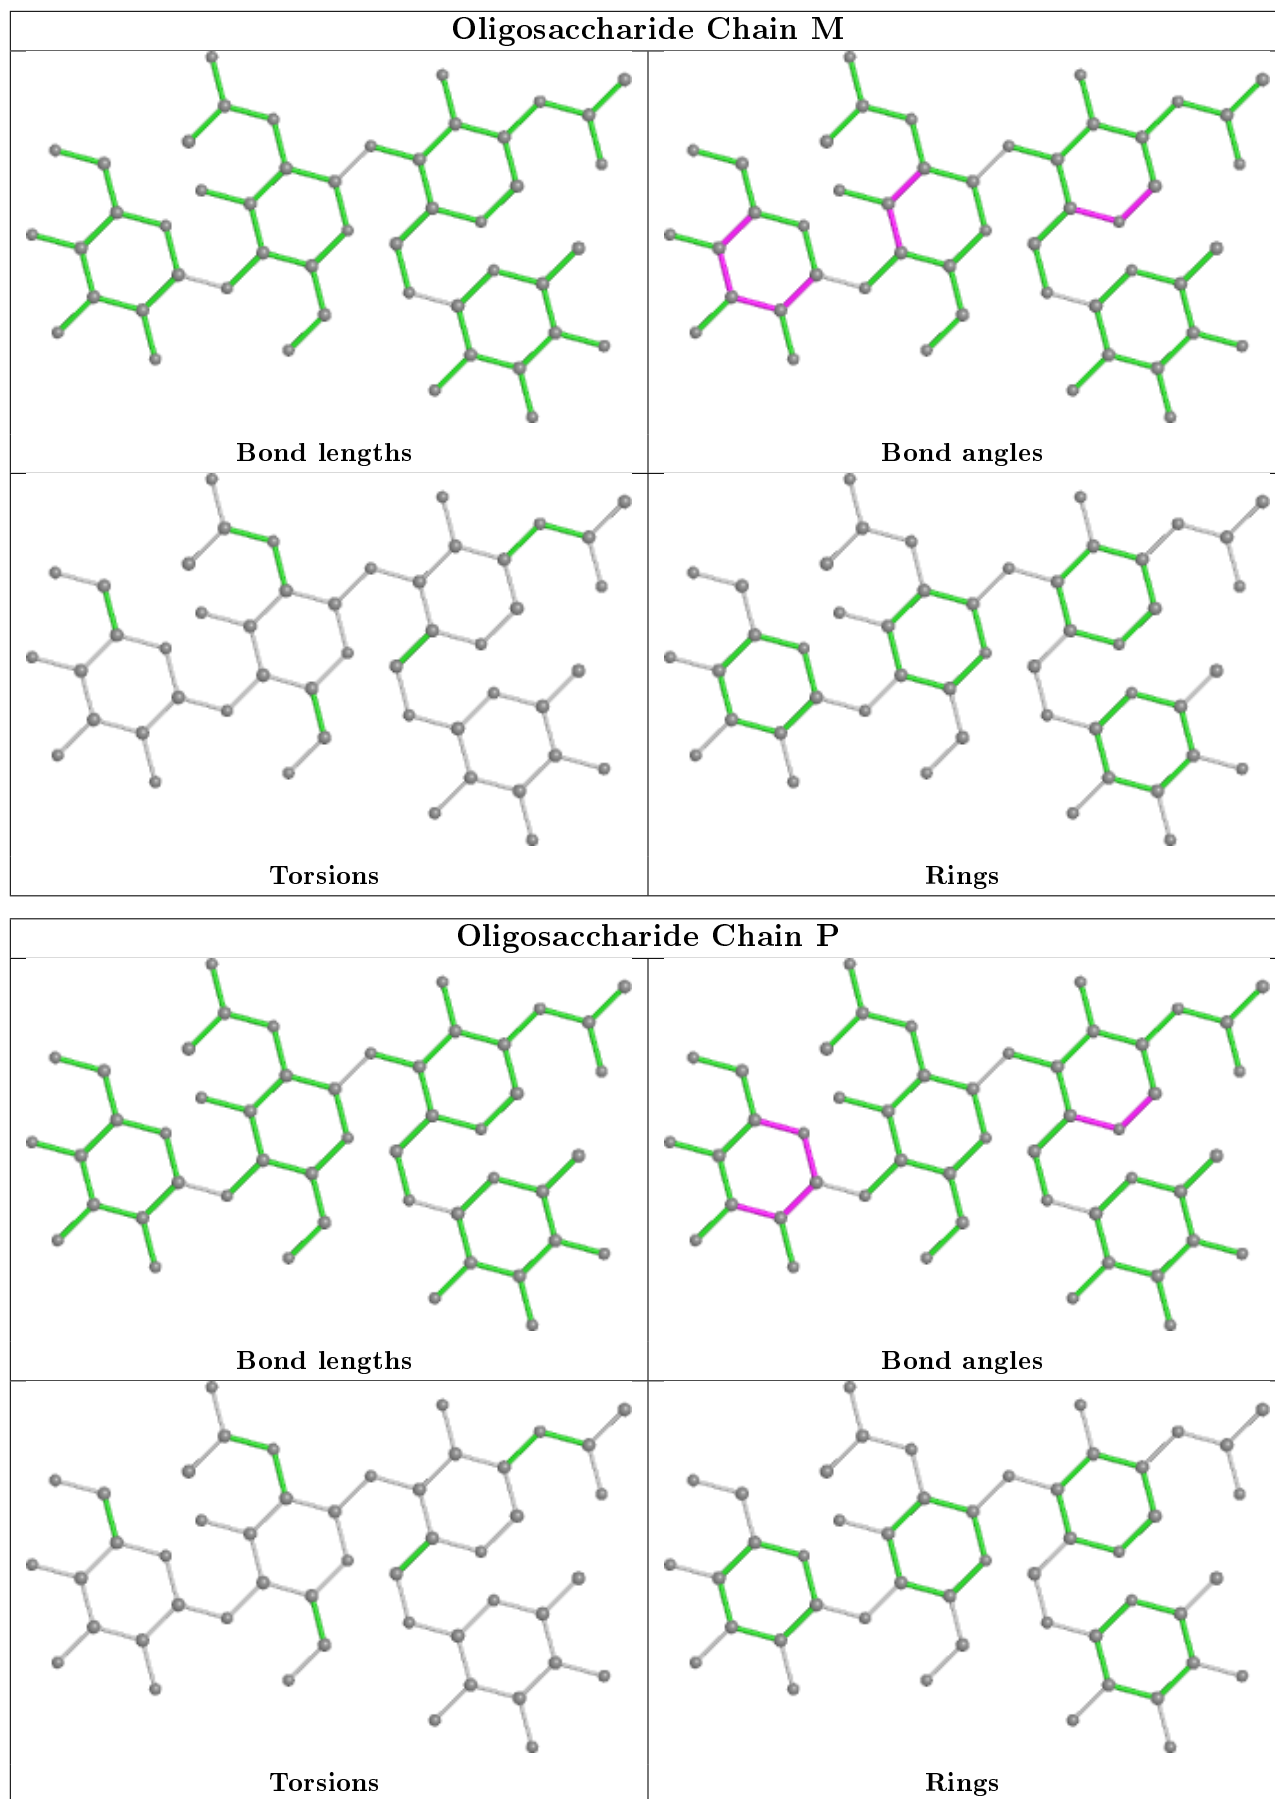 Oligosaccharide Chain M
Bond lengths
Bond angles
Torsions
Rings
Oligosaccharide Chain P
Bond lengths
Bond angles
Torsions
Rings